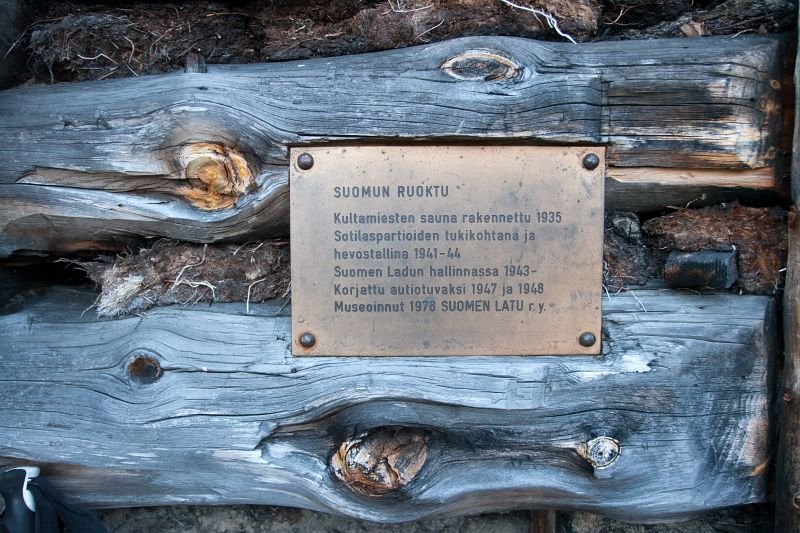 SUOMUN RUOKTU
Kultamiesten sauna rakennettu 1935
Sotilaspartioiden tukikohtana ja
hevostallina 1941-44
Suomen Ladun hallinnassa 1943-
Korjattu autiotuvaksi 1947 ja 1948
Museoinnut 1978 SUOMEN LATU r.y.